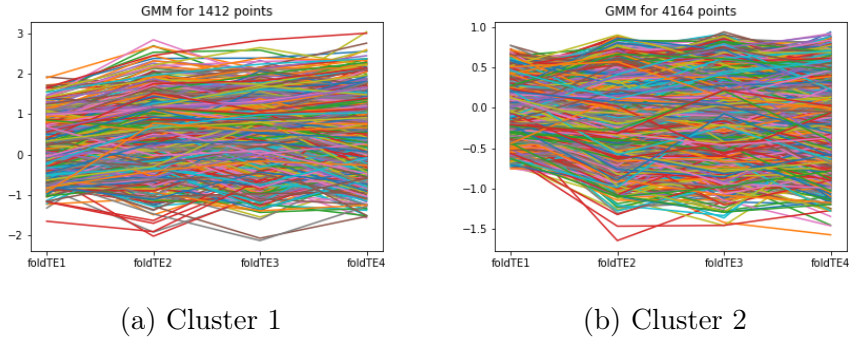 GMM for 1412 points
3
2
1
0
−1
−2
foldTE1 foldTE2 foldTE3 foldTE4
(a) Cluster 1
GMM for 4164 points
1.0
0.5
0.0
−0.5
−1.0
−1.5
foldTE1 foldTE2 foldTE3 foldTE4
(b) Cluster 2